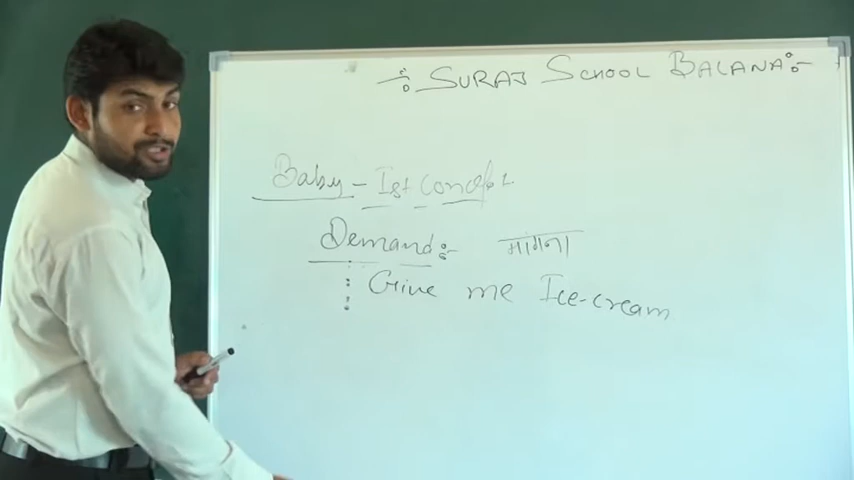 -: SURAJ SCHOOL BALANA :-
Baby - Ist Concept
Demand :- मांगना
Give me Ice-cream